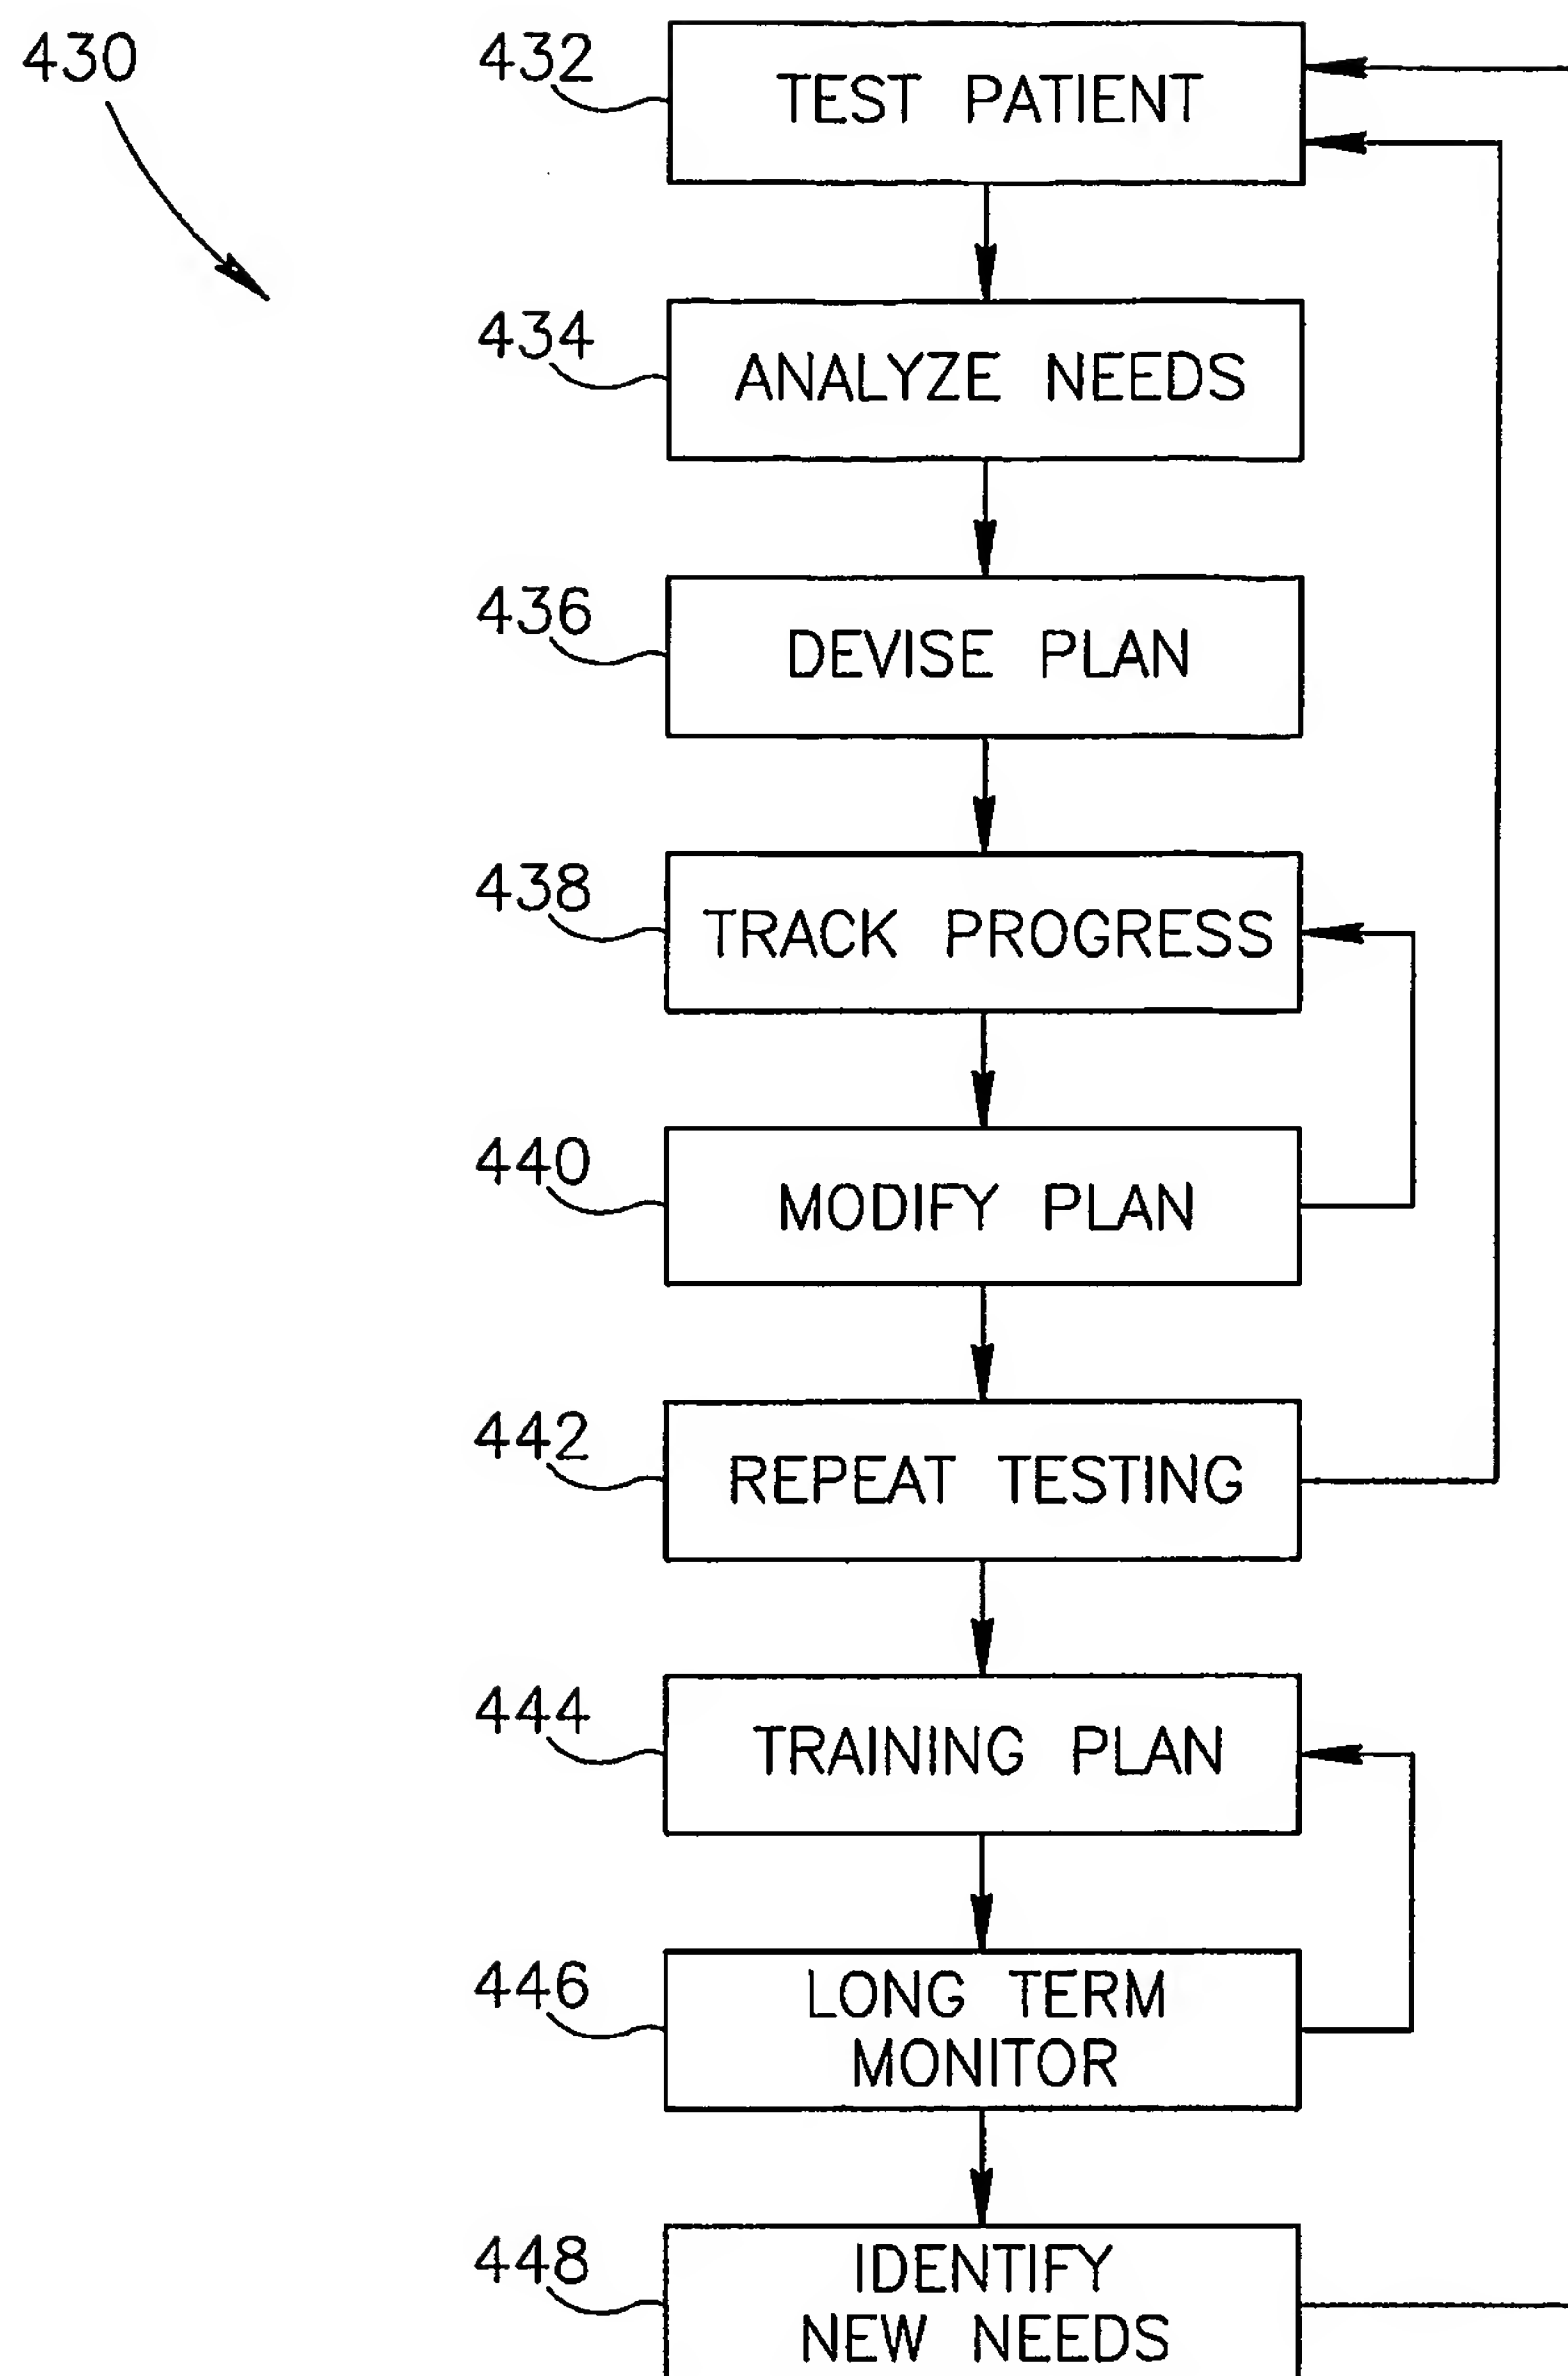 430
432
TEST PATIENT
434
ANALYZE NEEDS
436
DEVISE PLAN
438
TRACK PROGRESS
440
MODIFY PLAN
442
REPEAT TESTING
444
TRAINING PLAN
446
LONG TERM
MONITOR
448
IDENTIFY
NEW NEEDS